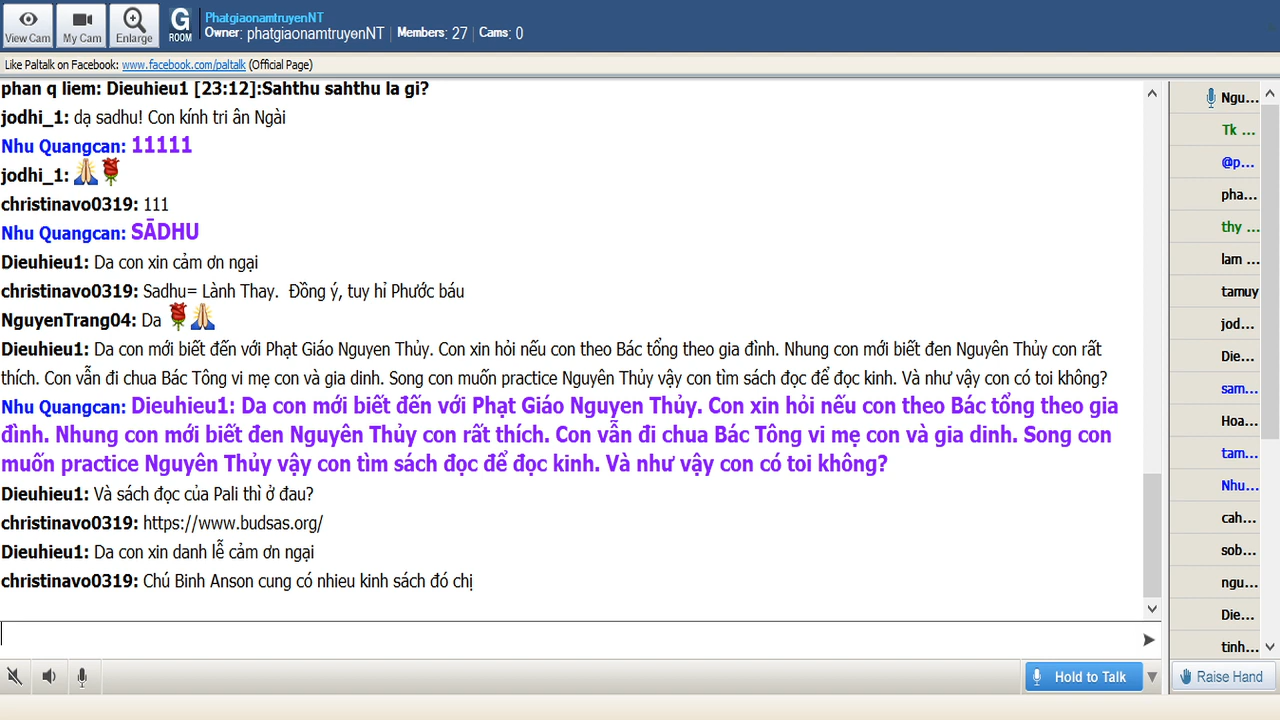 View Cam
My Cam
Enlarge
G
ROOM
PhatgiaonamtruyenNT
Owner: phatgiaonamtruyenNT | Members: 27 | Cams: 0
Like Paltalk on Facebook: www.facebook.com/paltalk (Official Page)
phan q liem: Dieuhieu1 [23:12]:Sahthu sahthu la gi?
jodhi_1: dạ sadhu! Con kính tri ân Ngài
Nhu Quangcan: 11111
jodhi_1: 🙏🌹
christinavo0319: 111
Nhu Quangcan: SĀDHU
Dieuhieu1: Da con xin cảm ơn ngại
christinavo0319: Sadhu= Lành Thay.  Đồng ý, tuy hỉ Phước báu
NguyenTrang04: Da 🌹🙏
Dieuhieu1: Da con mới biết đến với Phạt Giáo Nguyen Thủy. Con xin hỏi nếu con theo Bác tổng theo gia đình. Nhung con mới biết đen Nguyên Thủy con rất
thích. Con vẫn đi chua Bác Tông vi mẹ con và gia dinh. Song con muốn practice Nguyên Thủy vậy con tìm sách đọc để đọc kinh. Và như vậy con có toi không?
Nhu Quangcan: Dieuhieu1: Da con mới biết đến với Phạt Giáo Nguyen Thủy. Con xin hỏi nếu con theo Bác tổng theo gia
đình. Nhung con mới biết đen Nguyên Thủy con rất thích. Con vẫn đi chua Bác Tông vi mẹ con và gia dinh. Song con
muốn practice Nguyên Thủy vậy con tìm sách đọc để đọc kinh. Và như vậy con có toi không?
Dieuhieu1: Và sách đọc của Pali thì ở đau?
christinavo0319: https://www.budsas.org/
Dieuhieu1: Da con xin danh lễ cảm ơn ngại
christinavo0319: Chú Binh Anson cung có nhieu kinh sách đó chị
Ngu...
Tk ...
@p...
pha...
thy ...
lam ...
tamuy
jod...
Die...
sam...
Hoa...
tam...
Nhu...
cah...
sob...
ngu...
Die...
tinh...
Hold to Talk
Raise Hand